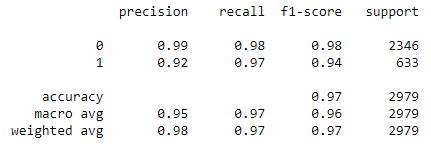 precision recall f1-score support
0 0.99 0.98 0.98 2346
1 0.92 0.97 0.94 633
accuracy 0.97 2979
macro avg 0.95 0.97 0.96 2979
weighted avg 0.98 0.97 0.97 2979